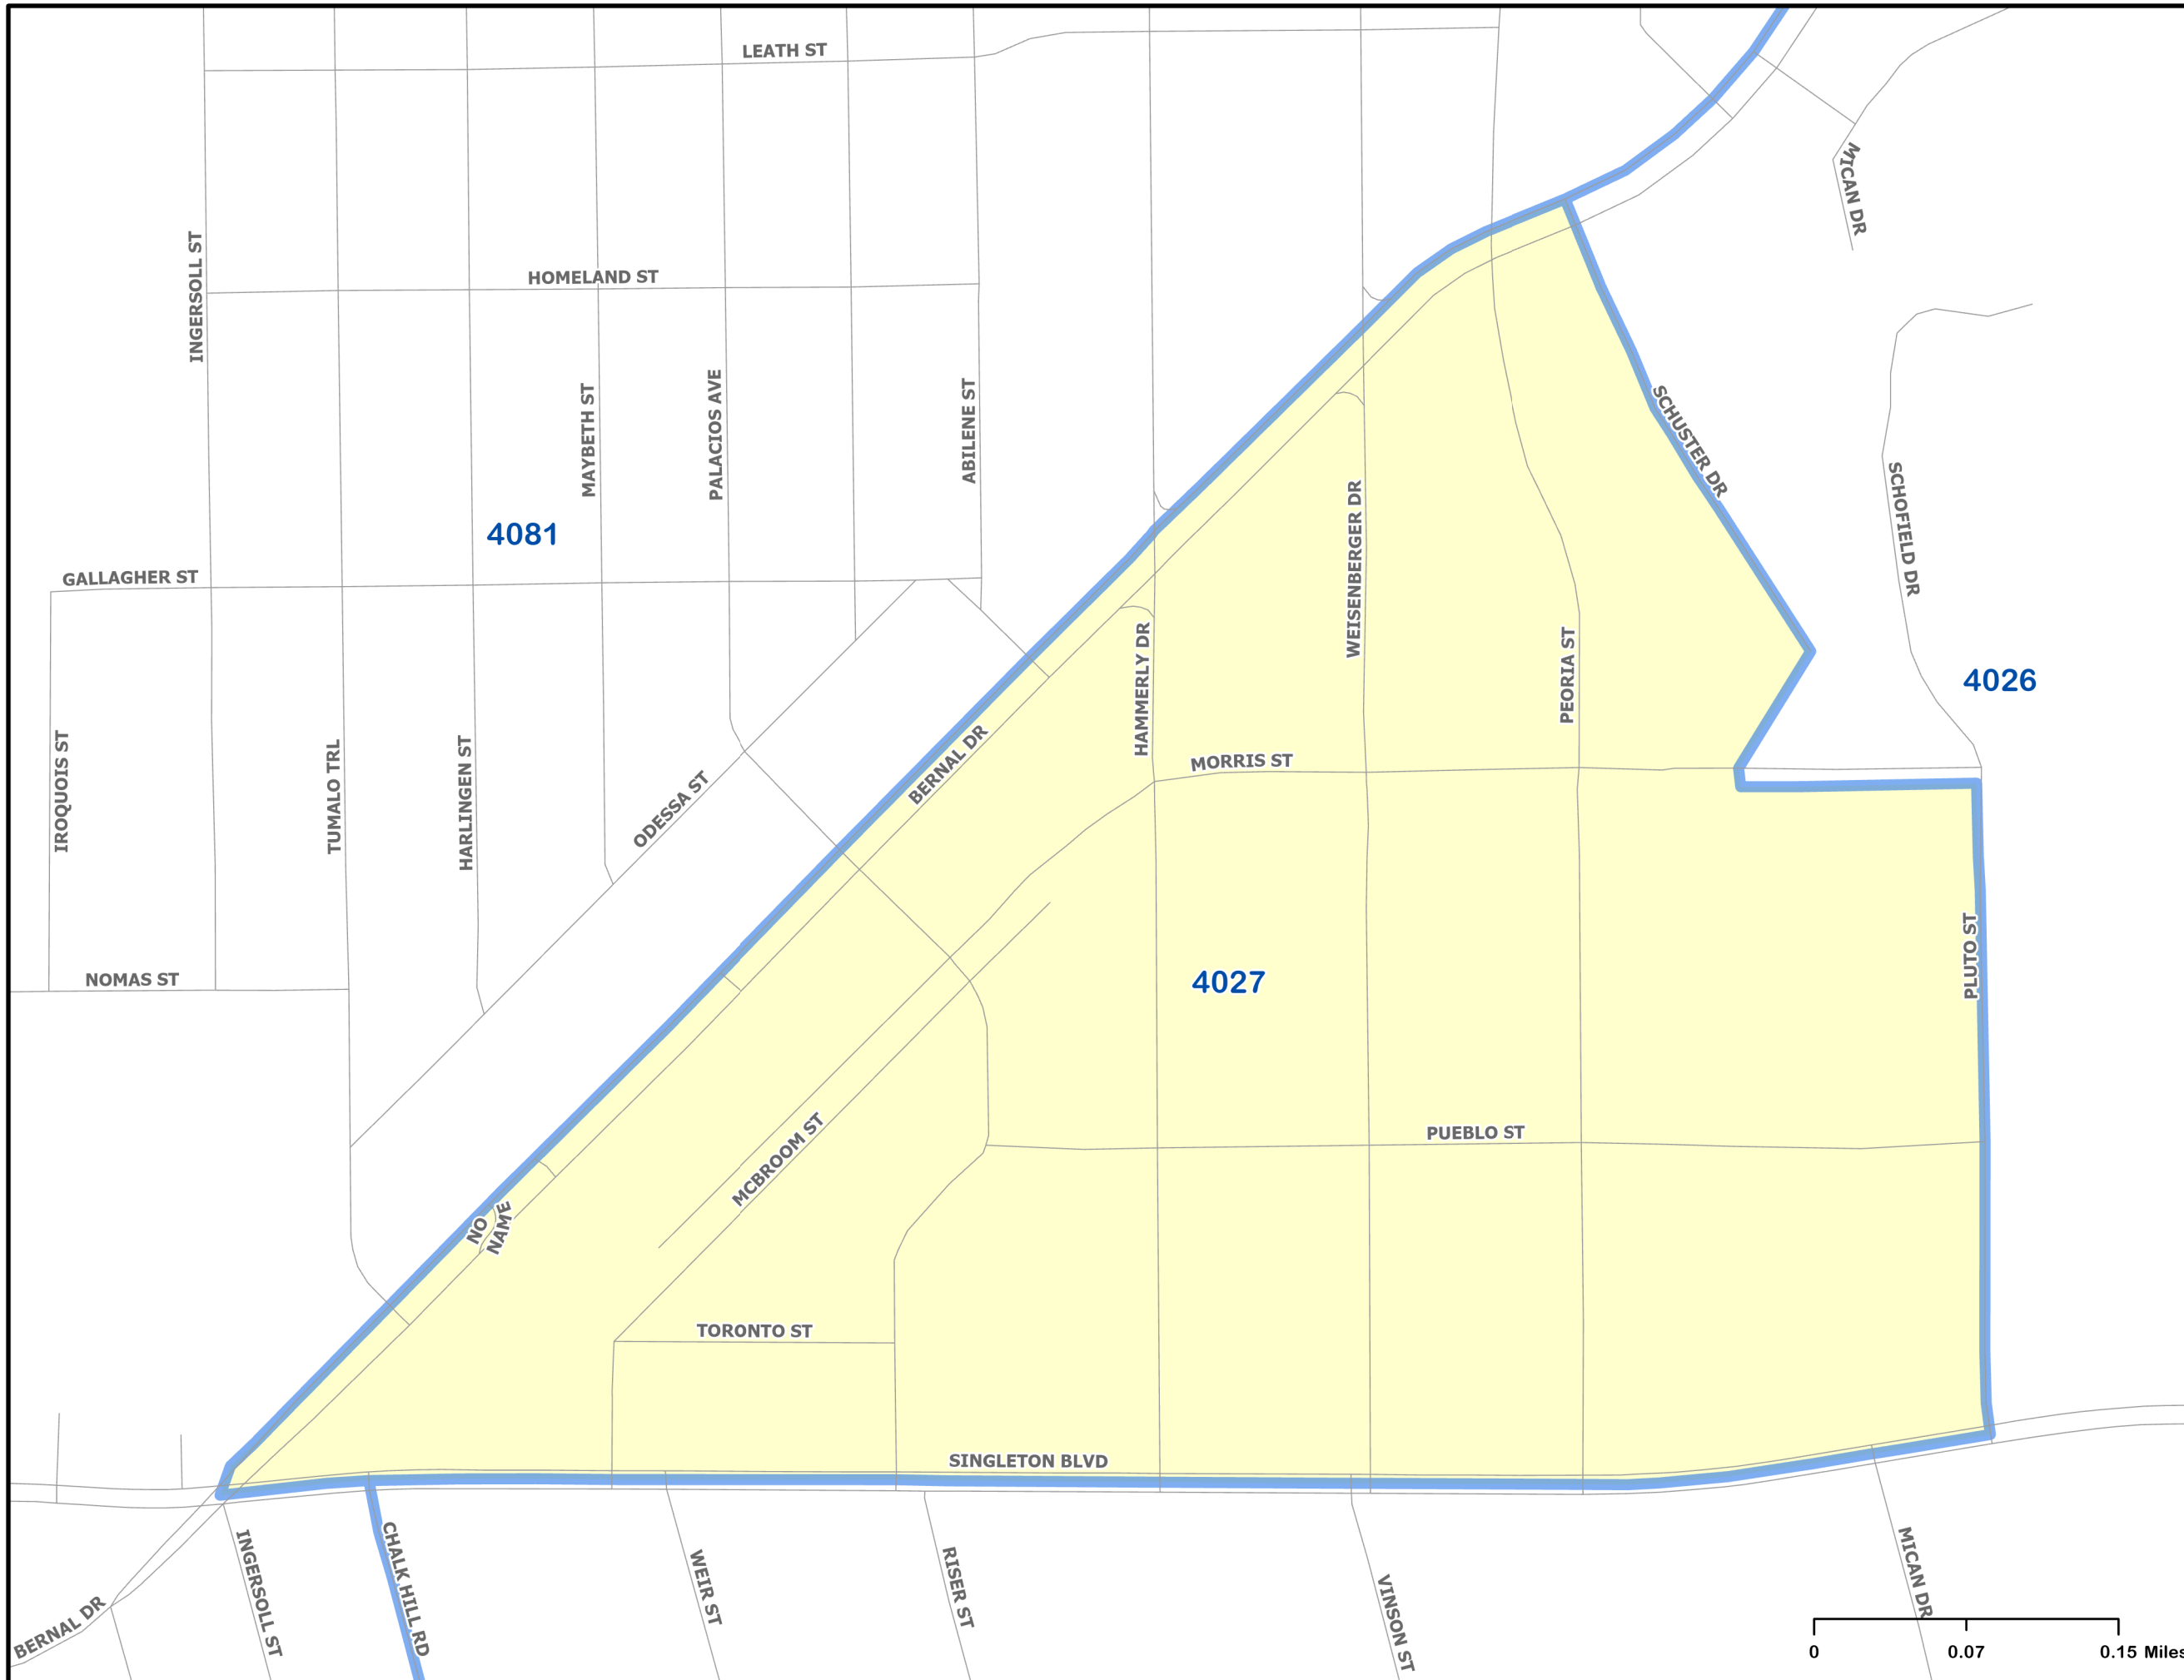 LEATH ST
MICAN DR
INGERSOLL ST
HOMELAND ST
MAYBETH ST
PALACIOS AVE
ABILENE ST
SCHUSTER DR
SCHOFIELD DR
WEISENBERGER DR
4081
GALLAGHER ST
HAMMERLY DR
PEORIA ST
4026
IROQUOIS ST
TUMALO TRL
HARLINGEN ST
ODESSA ST
BERNAL DR
MORRIS ST
NOMAS ST
4027
PLUTO ST
MCBROOM ST
PUEBLO ST
NO
NAME
TORONTO ST
SINGLETON BLVD
BERNAL DR
INGERSOLL ST
CHALK HILL RD
WEIR ST
RISER ST
VINSON ST
MICAN DR
0 0.07 0.15 Miles